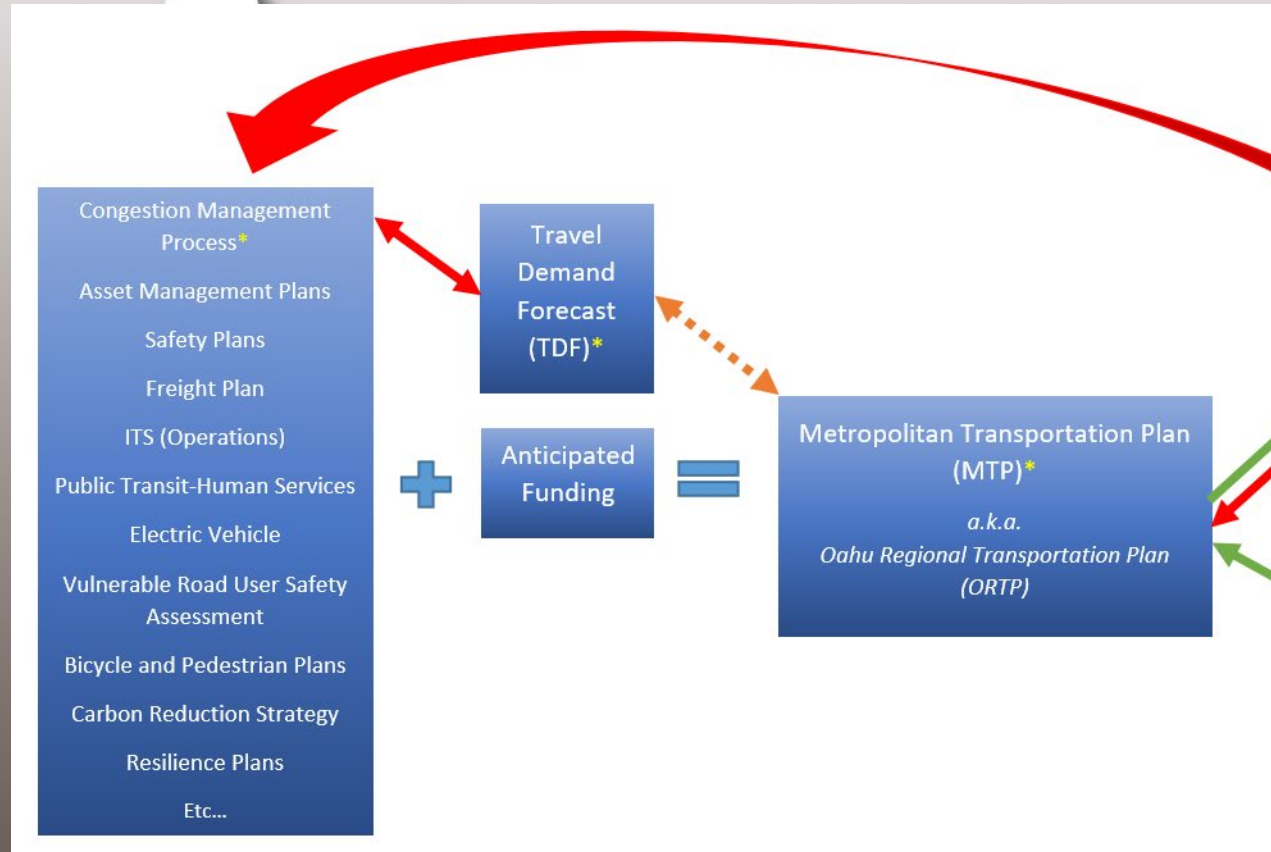 Congestion Management
Process*
Asset Management Plans
Safety Plans
Freight Plan
ITS (Operations)
Public Transit-Human Services
Electric Vehicle
Vulnerable Road User Safety
Assessment
Bicycle and Pedestrian Plans
Carbon Reduction Strategy
Resilience Plans
Etc...
Travel
Demand
Forecast
(TDF)*
Anticipated
Funding
Metropolitan Transportation Plan
(MTP)*
a.k.a.
Oahu Regional Transportation Plan
(ORTP)